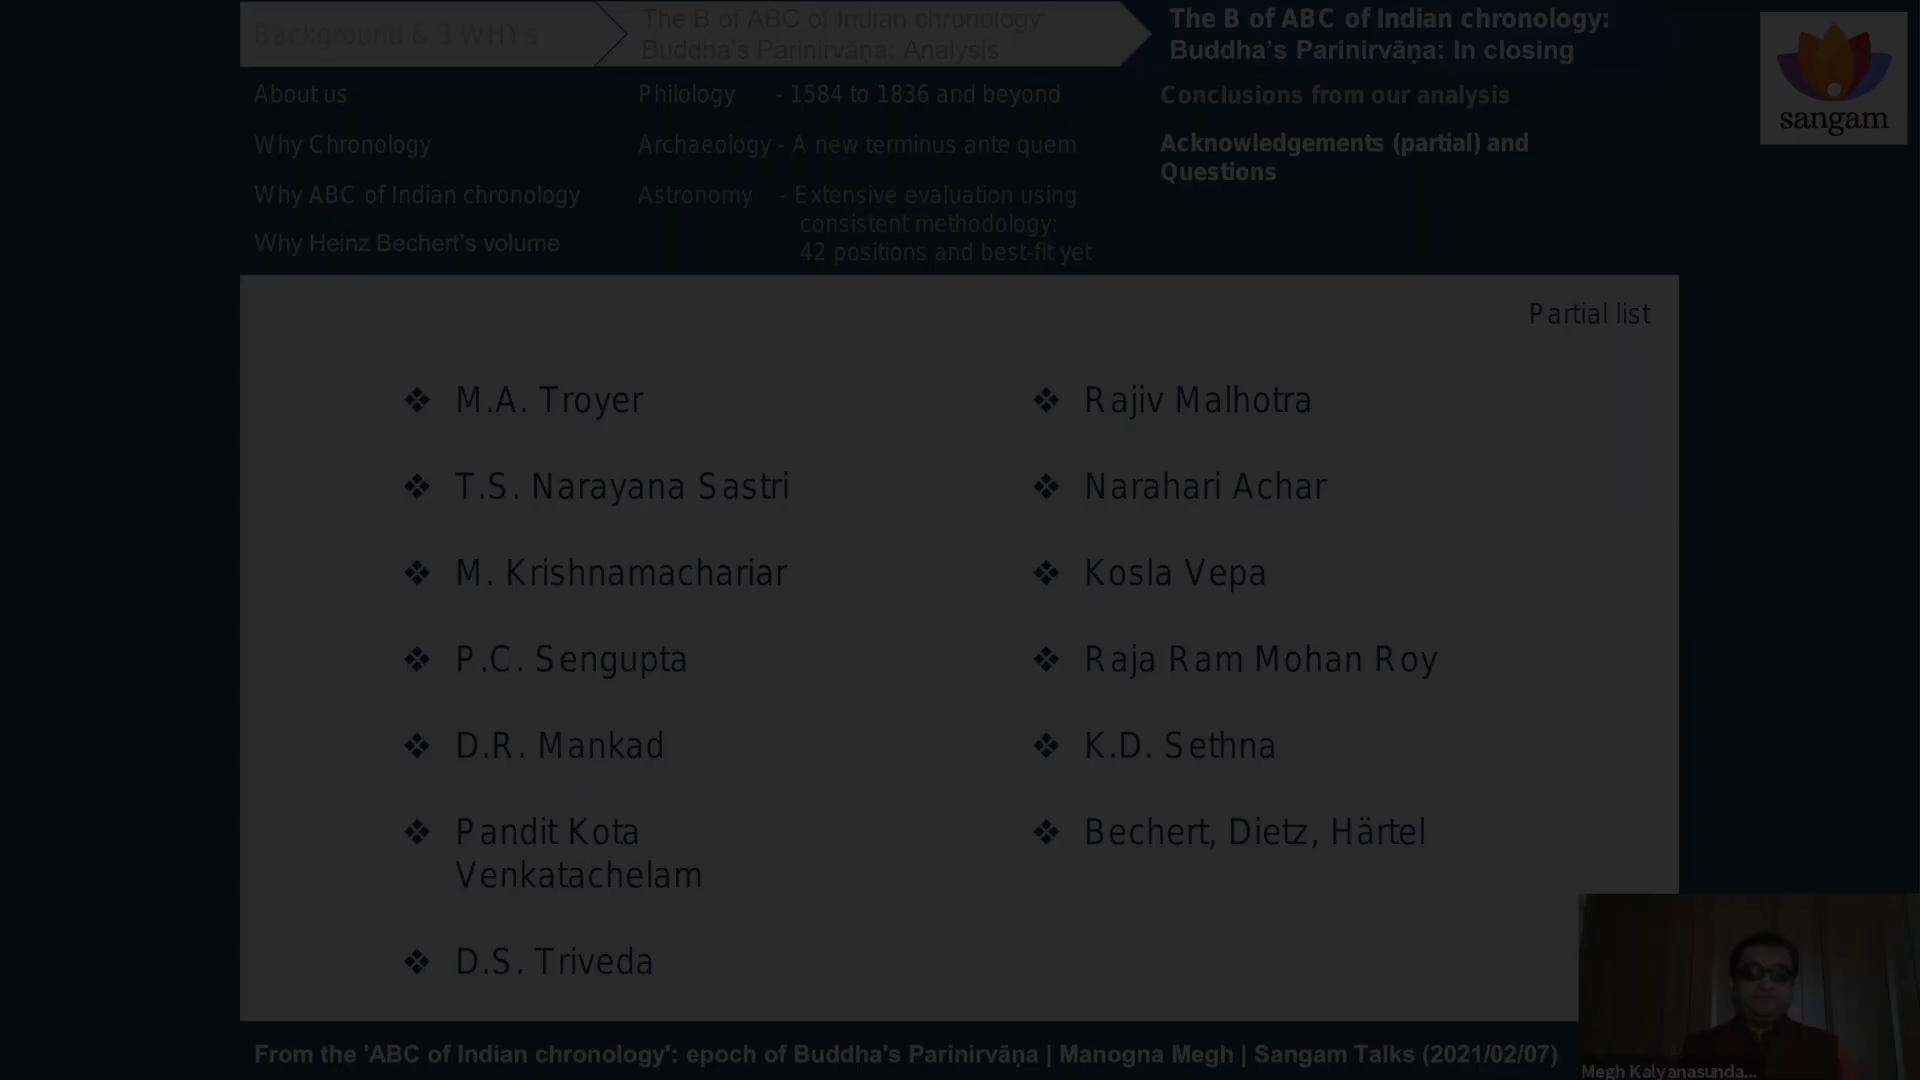 Background & 3 WHYs
The B of ABC of Indian chronology:
Buddha's Parinirvāṇa: Analysis
The B of ABC of Indian chronology:
Buddha's Parinirvāṇa: In closing
sangam
About us
Why Chronology
Why ABC of Indian chronology
Why Heinz Bechert's volume
Philology - 1584 to 1836 and beyond
Archaeology - A new terminus ante quem
Astronomy - Extensive evaluation using
consistent methodology:
42 positions and best-fit yet
Conclusions from our analysis
Acknowledgements (partial) and
Questions
Partial list
❖ M.A. Troyer
❖ T.S. Narayana Sastri
❖ M. Krishnamachariar
❖ P.C. Sengupta
❖ D.R. Mankad
❖ Pandit Kota
Venkatachelam
❖ D.S. Triveda
❖ Rajiv Malhotra
❖ Narahari Achar
❖ Kosla Vepa
❖ Raja Ram Mohan Roy
❖ K.D. Sethna
❖ Bechert, Dietz, Härtel
From the 'ABC of Indian chronology': epoch of Buddha's Parinirvāṇa | Manogna Megh | Sangam Talks (2021/02/07)
Megh Kalyanasunda...